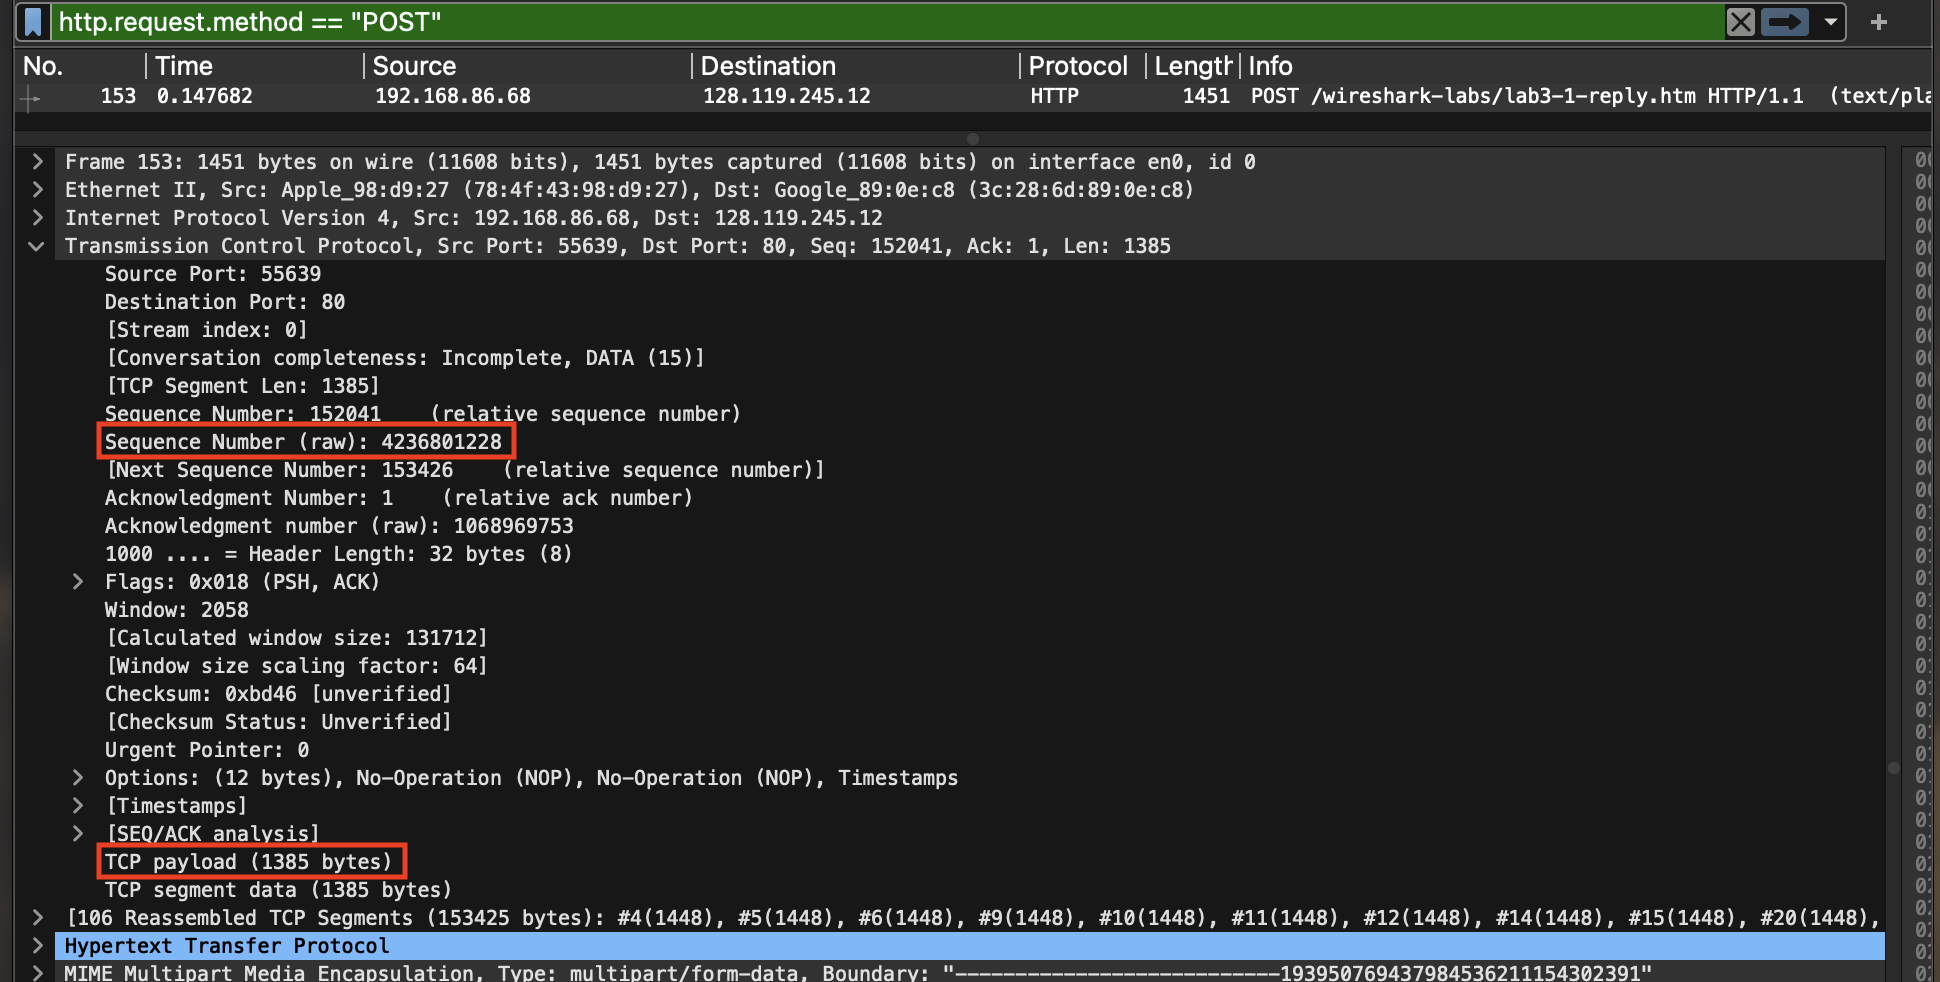 http.request.method == "POST"
No. Time Source Destination Protocol Length Info
153 0.147682 192.168.86.68 128.119.245.12 HTTP 1451 POST /wireshark-labs/lab3-1-reply.htm HTTP/1.1 (text/pla
Frame 153: 1451 bytes on wire (11608 bits), 1451 bytes captured (11608 bits) on interface en0, id 0
Ethernet II, Src: Apple_98:d9:27 (78:4f:43:98:d9:27), Dst: Google_89:0e:c8 (3c:28:6d:89:0e:c8)
Internet Protocol Version 4, Src: 192.168.86.68, Dst: 128.119.245.12
Transmission Control Protocol, Src Port: 55639, Dst Port: 80, Seq: 152041, Ack: 1, Len: 1385
Source Port: 55639
Destination Port: 80
[Stream index: 0]
[Conversation completeness: Incomplete, DATA (15)]
[TCP Segment Len: 1385]
Sequence Number: 152041 (relative sequence number)
Sequence Number (raw): 4236801228
[Next Sequence Number: 153426 (relative sequence number)]
Acknowledgment Number: 1 (relative ack number)
Acknowledgment number (raw): 1068969753
1000 .... = Header Length: 32 bytes (8)
Flags: 0x018 (PSH, ACK)
Window: 2058
[Calculated window size: 131712]
[Window size scaling factor: 64]
Checksum: 0xbd46 [unverified]
[Checksum Status: Unverified]
Urgent Pointer: 0
Options: (12 bytes), No-Operation (NOP), No-Operation (NOP), Timestamps
[Timestamps]
[SEQ/ACK analysis]
TCP payload (1385 bytes)
TCP segment data (1385 bytes)
[106 Reassembled TCP Segments (153425 bytes): #4(1448), #5(1448), #6(1448), #9(1448), #10(1448), #11(1448), #12(1448), #14(1448), #15(1448), #20(1448),
Hypertext Transfer Protocol
MIME Multipart Media Encapsulation, Type: multipart/form-data, Boundary: "---------------------------193950769437984536211154302391"